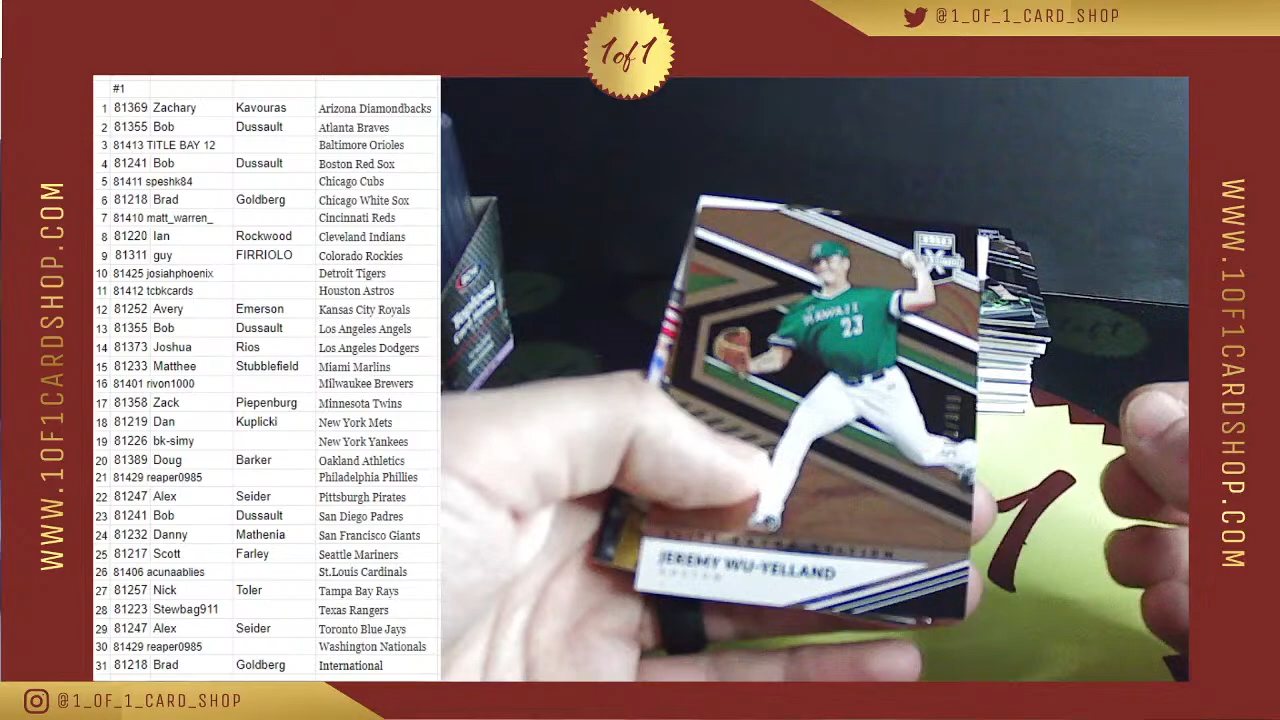 @1_OF_1_CARD_SHOP
1of1
WWW.1OF1CARDSHOP.COM
#1
1 81369 Zachary Kavouras Arizona Diamondbacks
2 81355 Bob Dussault Atlanta Braves
3 81413 TITLE BAY 12 Baltimore Orioles
4 81241 Bob Dussault Boston Red Sox
5 81411 speshk84 Chicago Cubs
6 81218 Brad Goldberg Chicago White Sox
7 81410 matt_warren_ Cincinnati Reds
8 81220 Ian Rockwood Cleveland Indians
9 81311 guy FIRRIOLO Colorado Rockies
10 81425 josiahphoenix Detroit Tigers
11 81412 tcbkcards Houston Astros
12 81252 Avery Emerson Kansas City Royals
13 81355 Bob Dussault Los Angeles Angels
14 81373 Joshua Rios Los Angeles Dodgers
15 81233 Matthee Stubblefield Miami Marlins
16 81401 rivon1000 Milwaukee Brewers
17 81358 Zack Piepenburg Minnesota Twins
18 81219 Dan Kuplicki New York Mets
19 81226 bk-simy New York Yankees
20 81389 Doug Barker Oakland Athletics
21 81429 reaper0985 Philadelphia Phillies
22 81247 Alex Seider Pittsburgh Pirates
23 81241 Bob Dussault San Diego Padres
24 81232 Danny Mathenia San Francisco Giants
25 81217 Scott Farley Seattle Mariners
26 81406 acunaablies St.Louis Cardinals
27 81257 Nick Toler Tampa Bay Rays
28 81223 Stewbag911 Texas Rangers
29 81247 Alex Seider Toronto Blue Jays
30 81429 reaper0985 Washington Nationals
31 81218 Brad Goldberg International
HAWAII
23
JEREMY WU-YELLAND
1
WWW.1OF1CARDSHOP.COM
@1_OF_1_CARD_SHOP